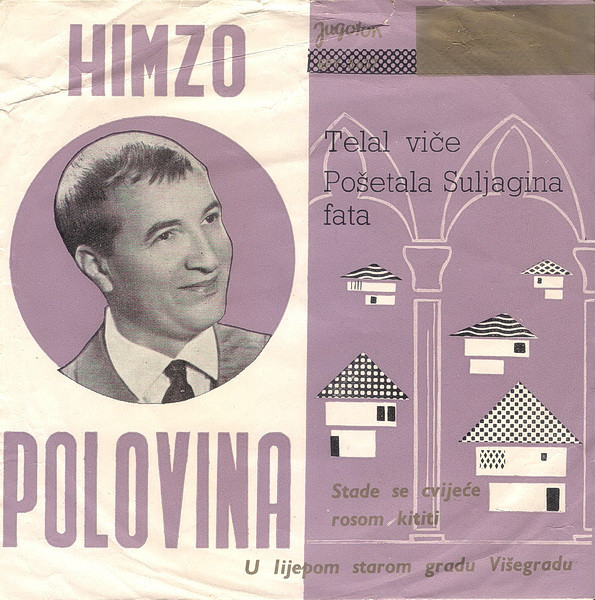 HIMZO
POLOVINA
Jugoton
Telal viče
Pošetala Suljagina
fata
Stade se cvijeće
rosom kititi
U lijepom starom gradu Višegradu